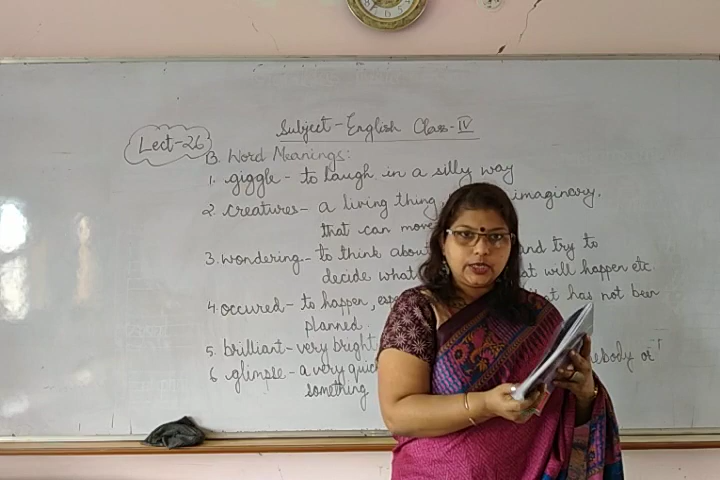 Subject-English Class-IV
Lect-26
B. Word Meanings:
1. giggle - to laugh in a silly way
2. creatures - a living thing, imaginary.
that can move
3. wondering - to think about and try to
decide what will happen etc
4. occured - to happen, has not been
planned.
5. brilliant - very bright
6. glimpse - a very quick or
something